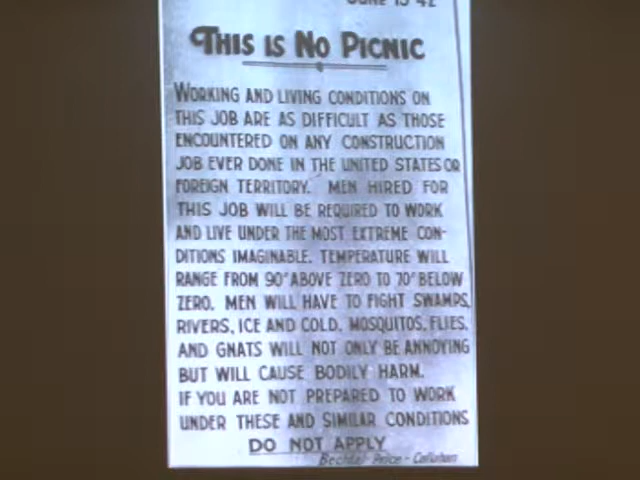 JUNE 15 42
THIS IS NO PICNIC
WORKING AND LIVING CONDITIONS ON
THIS JOB ARE AS DIFFICULT AS THOSE
ENCOUNTERED ON ANY CONSTRUCTION
JOB EVER DONE IN THE UNITED STATES OR
FOREIGN TERRITORY. MEN HIRED FOR
THIS JOB WILL BE REQUIRED TO WORK
AND LIVE UNDER THE MOST EXTREME CON-
DITIONS IMAGINABLE. TEMPERATURE WILL
RANGE FROM 90° ABOVE ZERO TO 70° BELOW
ZERO. MEN WILL HAVE TO FIGHT SWAMPS,
RIVERS, ICE AND COLD. MOSQUITOS, FLIES,
AND GNATS WILL NOT ONLY BE ANNOYING
BUT WILL CAUSE BODILY HARM.
IF YOU ARE NOT PREPARED TO WORK
UNDER THESE AND SIMILAR CONDITIONS
DO NOT APPLY
Bechtel - Price - Callahan